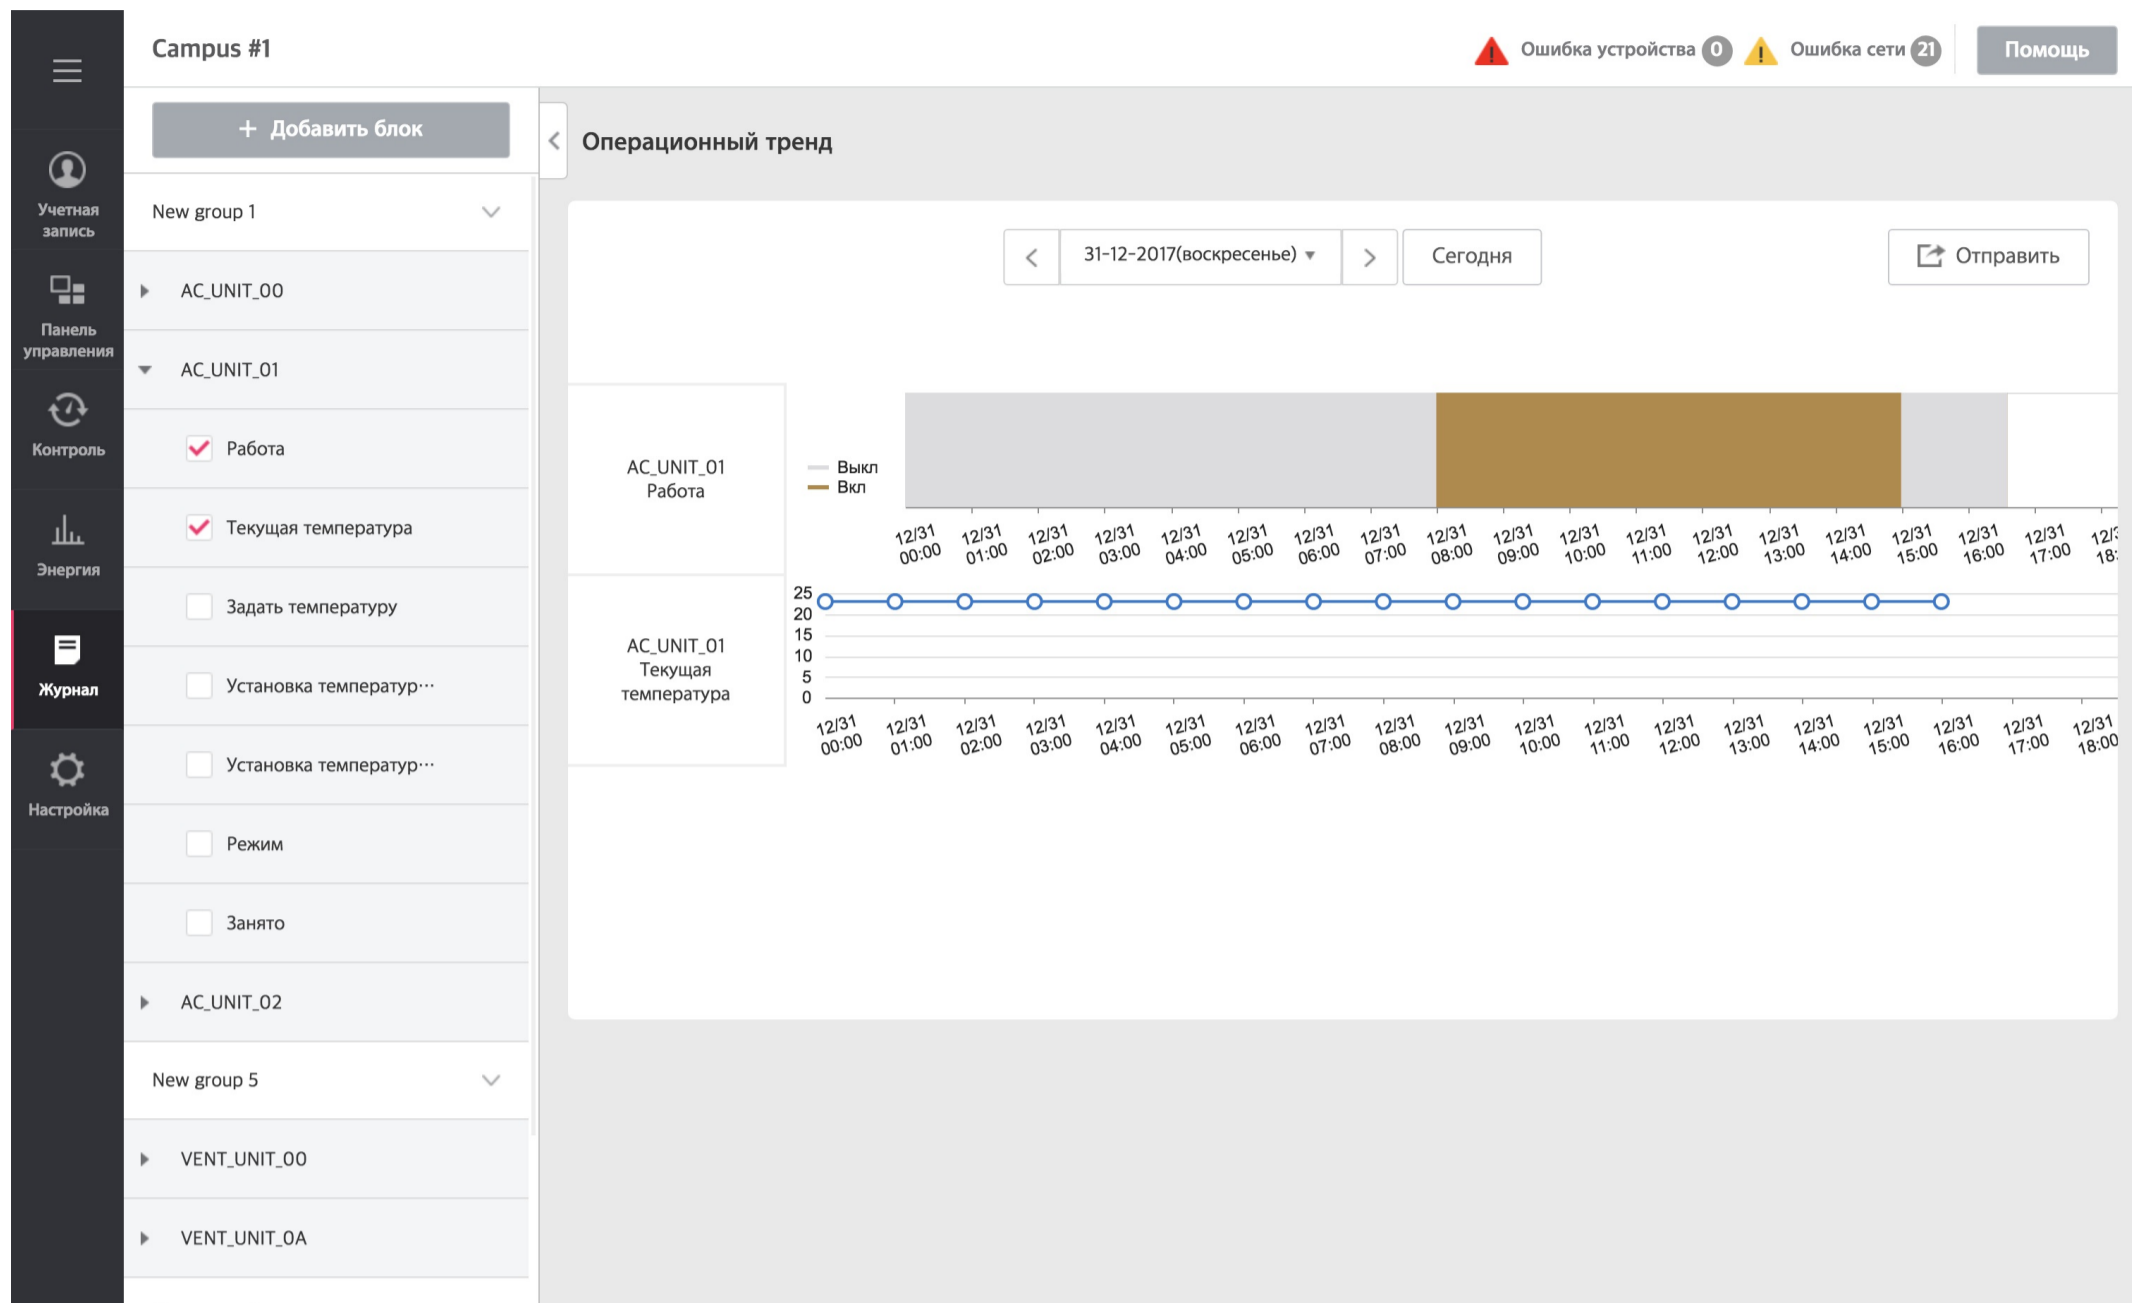 Campus #1
Ошибка устройства 0
Ошибка сети 21
Помощь
Учетная
запись
Панель
управления
Контроль
Энергия
Журнал
Настройка
+ Добавить блок
New group 1
AC_UNIT_00
AC_UNIT_01
Работа
Текущая температура
Задать температуру
Установка температур···
Установка температур···
Режим
Занято
AC_UNIT_02
New group 5
VENT_UNIT_00
VENT_UNIT_0A
Операционный тренд
31-12-2017(воскресенье)
Сегодня
Отправить
AC_UNIT_01
Работа
Выкл
Вкл
12/31 00:00
12/31 01:00
12/31 02:00
12/31 03:00
12/31 04:00
12/31 05:00
12/31 06:00
12/31 07:00
12/31 08:00
12/31 09:00
12/31 10:00
12/31 11:00
12/31 12:00
12/31 13:00
12/31 14:00
12/31 15:00
12/31 16:00
12/31 17:00
AC_UNIT_01
Текущая
температура
25
20
15
10
5
0
12/31 00:00
12/31 01:00
12/31 02:00
12/31 03:00
12/31 04:00
12/31 05:00
12/31 06:00
12/31 07:00
12/31 08:00
12/31 09:00
12/31 10:00
12/31 11:00
12/31 12:00
12/31 13:00
12/31 14:00
12/31 15:00
12/31 16:00
12/31 17:00
12/31 18:00